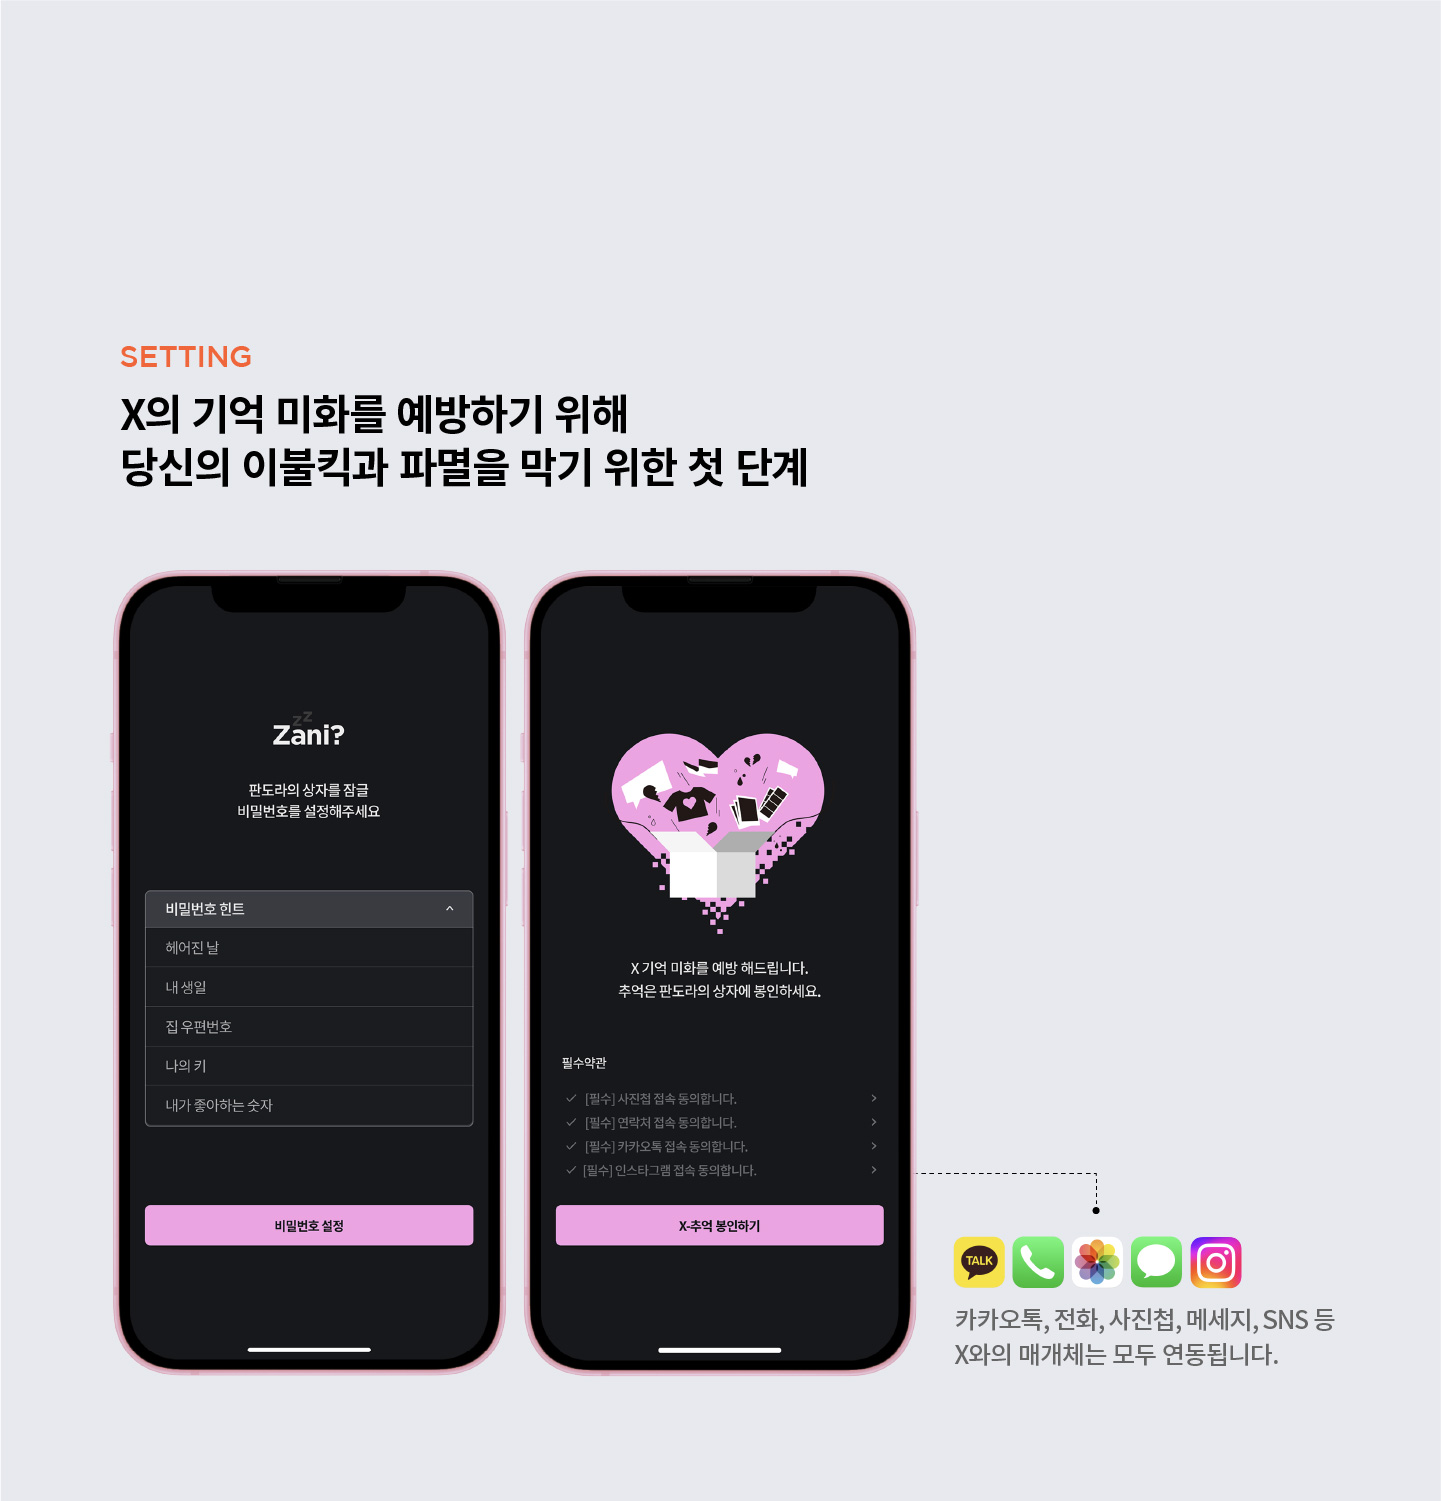 SETTING
X의 기억 미화를 예방하기 위해
당신의 이불킥과 파멸을 막기 위한 첫 단계
zz
Zani?
판도라의 상자를 잠글
비밀번호를 설정해주세요
비밀번호 힌트
헤어진 날
내 생일
집 우편번호
나의 키
내가 좋아하는 숫자
비밀번호 설정
X 기억 미화를 예방 해드립니다.
추억은 판도라의 상자에 봉인하세요.
필수약관
[필수] 사진첩 접속 동의합니다.
[필수] 연락처 접속 동의합니다.
[필수] 카카오톡 접속 동의합니다.
[필수] 인스타그램 접속 동의합니다.
X-추억 봉인하기
TALK
카카오톡, 전화, 사진첩, 메세지, SNS 등
X와의 매개체는 모두 연동됩니다.